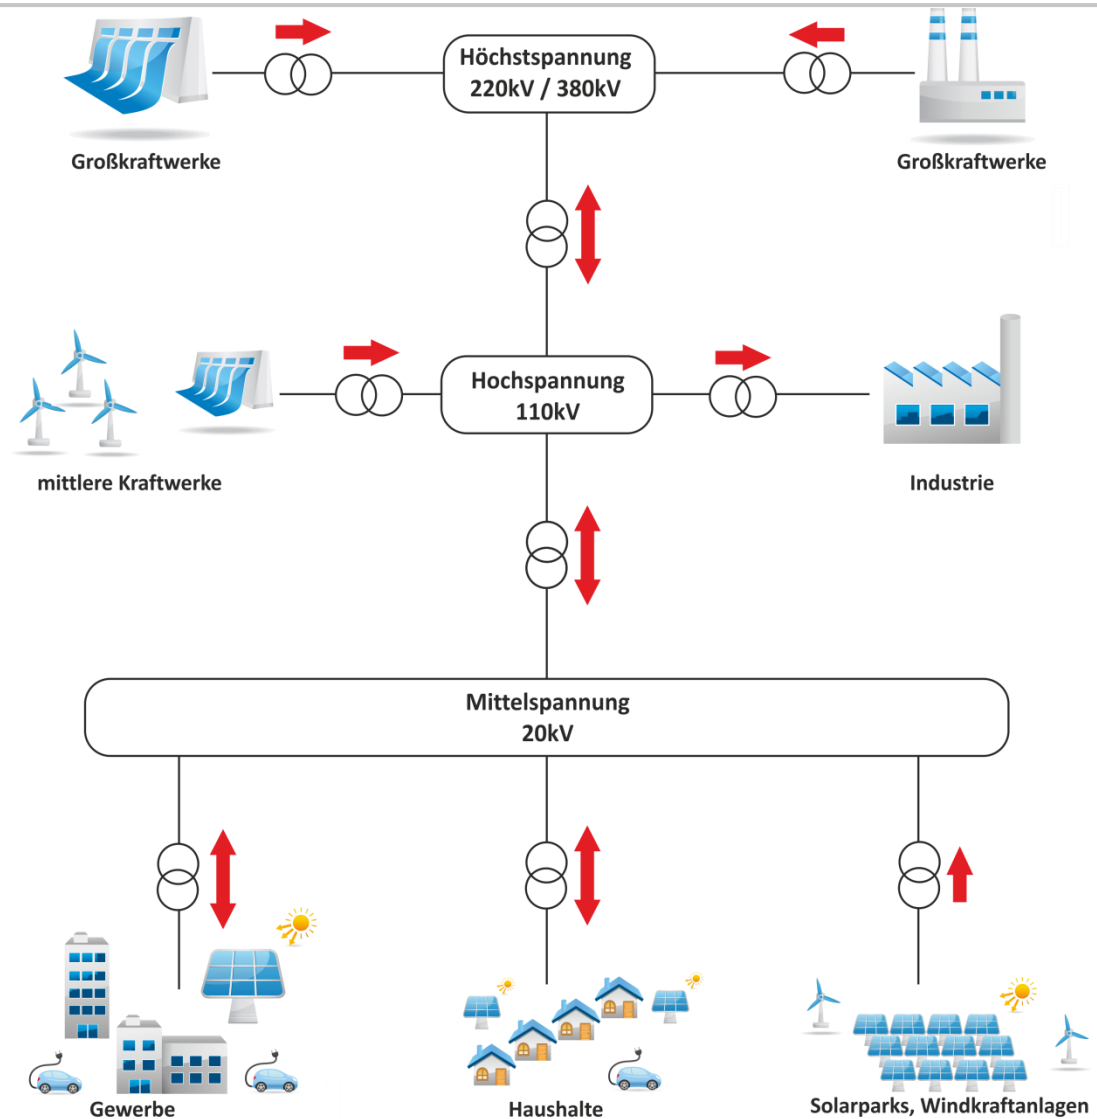 Höchstspannung
220kV / 380kV
Großkraftwerke
Großkraftwerke
Hochspannung
110kV
mittlere Kraftwerke
Industrie
Mittelspannung
20kV
Gewerbe
Haushalte
Solarparks, Windkraftanlagen